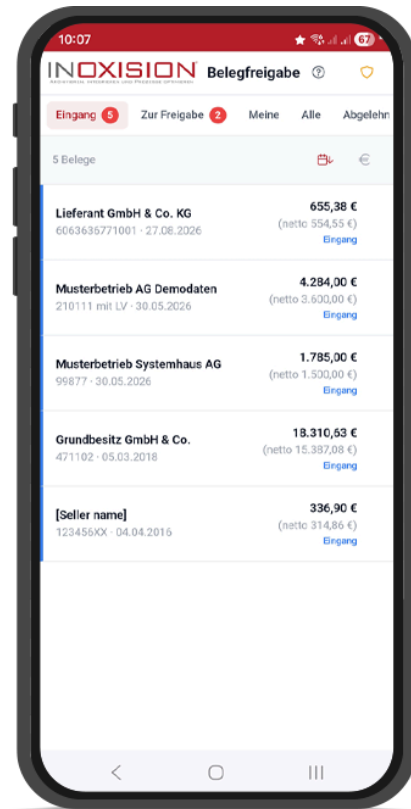 10:07
67
INOXISION Belegfreigabe
Eingang 5 Zur Freigabe 2 Meine Alle Abgelehn
5 Belege
Lieferant GmbH & Co. KG 655,38 €
6063636771001 · 27.08.2026 (netto 554,55 €)
Eingang
Musterbetrieb AG Demodaten 4.284,00 €
210111 mit LV · 30.05.2026 (netto 3.600,00 €)
Eingang
Musterbetrieb Systemhaus AG 1.785,00 €
99877 · 30.05.2026 (netto 1.500,00 €)
Eingang
Grundbesitz GmbH & Co. 18.310,63 €
471102 · 05.03.2018 (netto 15.387,08 €)
Eingang
[Seller name] 336,90 €
123456XX · 04.04.2016 (netto 314,86 €)
Eingang